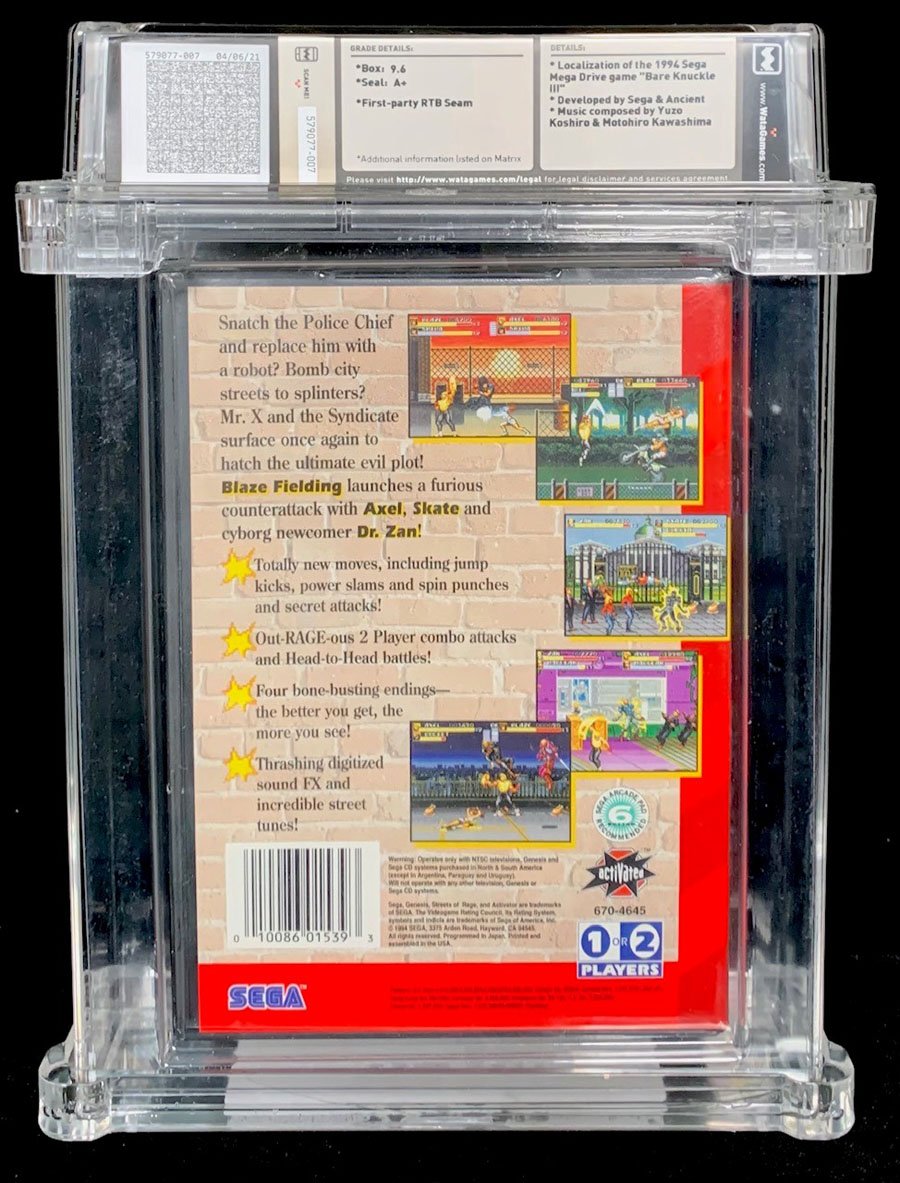 579077-007 04/06/21
SCAN ME!
579077-007
GRADE DETAILS:
*Box: 9.6
*Seal: A+
*First-party RTB Seam
*Additional information listed on Matrix
DETAILS:
* Localization of the 1994 Sega
Mega Drive game "Bare Knuckle
III"
* Developed by Sega & Ancient
* Music composed by Yuzo
Koshiro & Motohiro Kawashima
www.WataGames.com
Please visit http://www.watagames.com/legal for legal disclaimer and services agreement
Snatch the Police Chief
and replace him with
a robot? Bomb city
streets to splinters?
Mr. X and the Syndicate
surface once again to
hatch the ultimate evil plot!
Blaze Fielding launches a furious
counterattack with Axel, Skate and
cyborg newcomer Dr. Zan!
Totally new moves, including jump
kicks, power slams and spin punches
and secret attacks!
Out-RAGE-ous 2 Player combo attacks
and Head-to-Head battles!
Four bone-busting endings—
the better you get, the
more you see!
Thrashing digitized
sound FX and
incredible street
tunes!
SEGA ARCADE PAD
6
RECOMMENDED
activator
TM
670-4645
1 OR 2
PLAYERS
Warning: Operates only with NTSC televisions, Genesis and
Sega CD systems purchased in North & South America
(except in Argentina, Paraguay and Uruguay).
Will not operate with any other television, Genesis or
Sega CD systems.
Sega, Genesis, Streets of Rage, and Activator are trademarks
of SEGA. The Videogame Rating Council, its Rating System,
symbols and indicia are trademarks of Sega of America, Inc.
© 1994 SEGA, 3375 Arden Road, Hayward, CA 94545.
All rights reserved. Programmed in Japan. Printed and
assembled in the USA.
0 10086 01539 3
SEGA